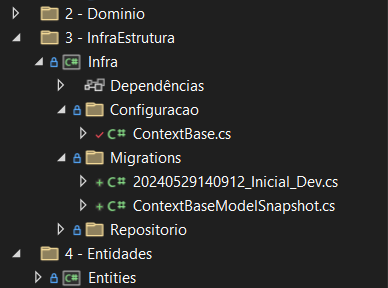 2 - Dominio
3 - InfraEstrutura
C# Infra
Dependências
Configuracao
C# ContextBase.cs
Migrations
C# 20240529140912_Inicial_Dev.cs
C# ContextBaseModelSnapshot.cs
Repositorio
4 - Entidades
C# Entities